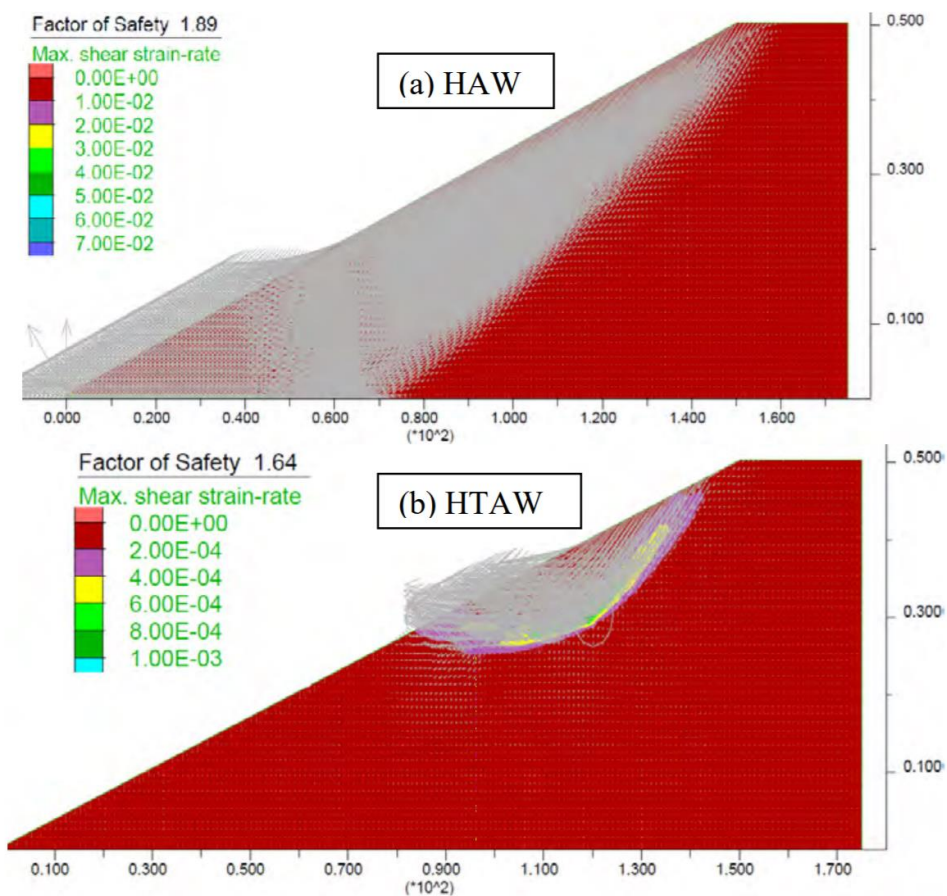 Factor of Safety 1.89
Max. shear strain-rate
0.00E+00
1.00E-02
2.00E-02
3.00E-02
4.00E-02
5.00E-02
6.00E-02
7.00E-02
(a) HAW
0.500
0.300
0.100
0.000 0.200 0.400 0.600 0.800 1.000 1.200 1.400 1.600
(*10^2)
Factor of Safety 1.64
Max. shear strain-rate
0.00E+00
2.00E-04
4.00E-04
6.00E-04
8.00E-04
1.00E-03
(b) HTAW
0.500
0.300
0.100
0.100 0.300 0.500 0.700 0.900 1.100 1.300 1.500 1.700
(*10^2)